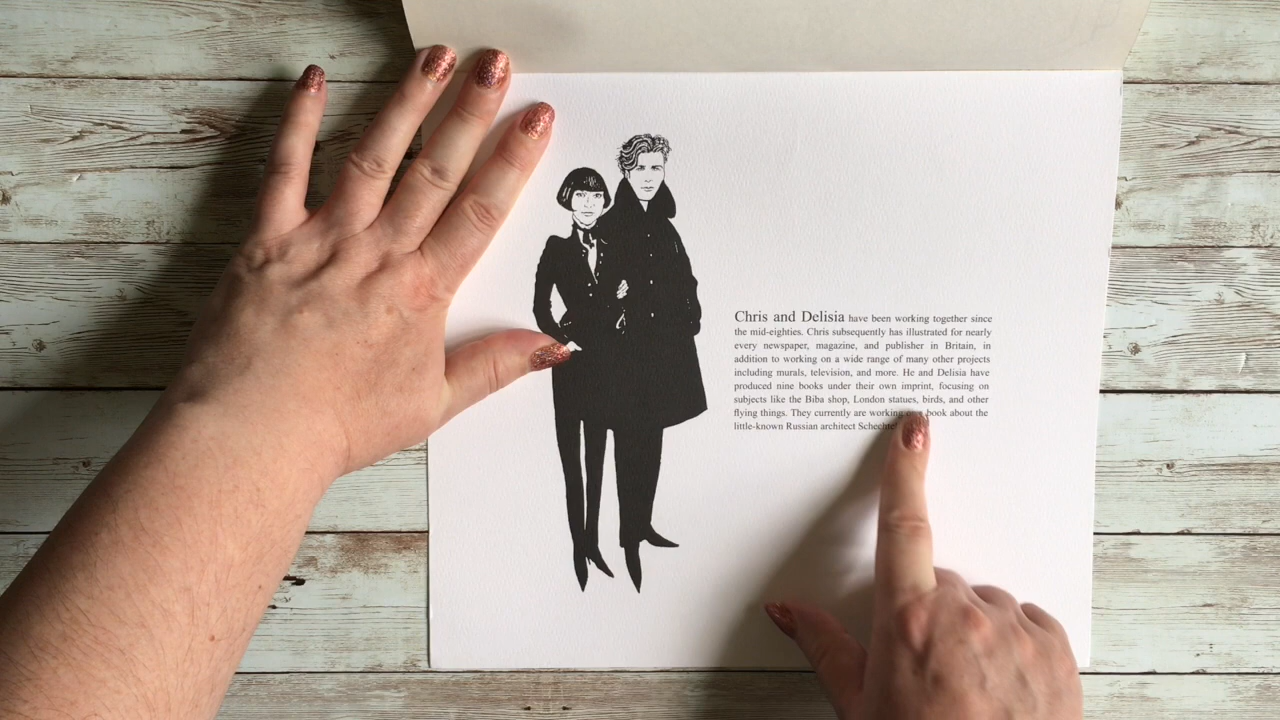 Chris and Delisia have been working together since
the mid-eighties. Chris subsequently has illustrated for nearly
every newspaper, magazine, and publisher in Britain, in
addition to working on a wide range of many other projects
including murals, television, and more. He and Delisia have
produced nine books under their own imprint, focusing on
subjects like the Biba shop, London statues, birds, and other
flying things. They currently are working book about the
little-known Russian architect